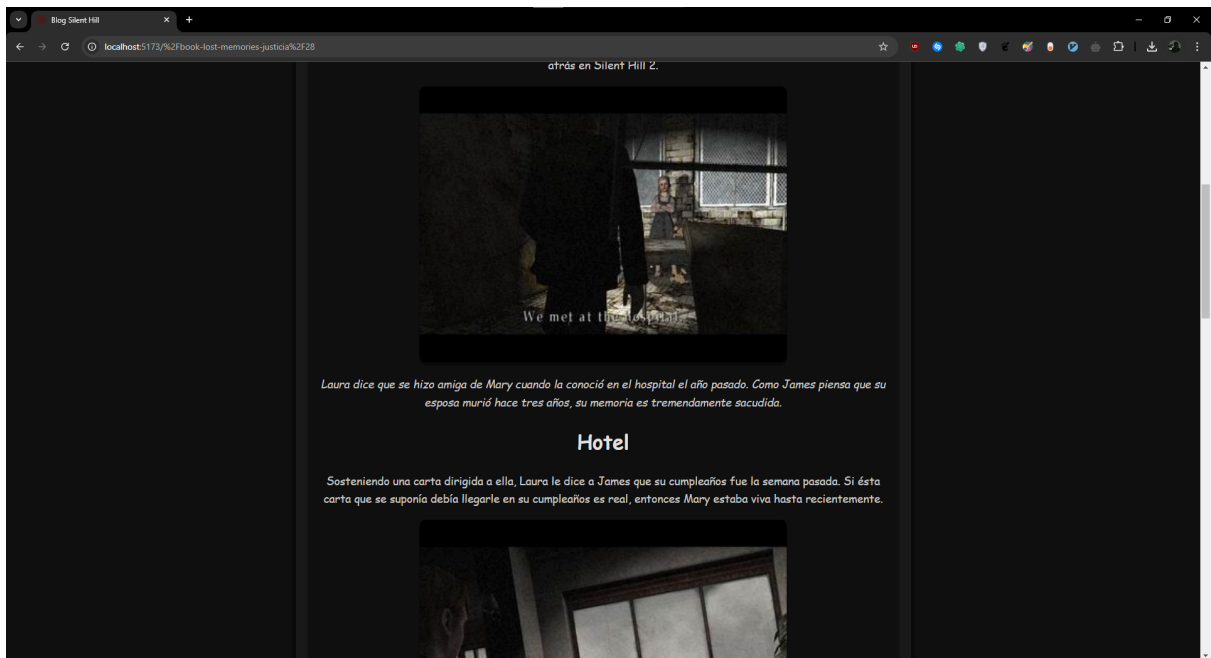 Blog Silent Hill
localhost:5173/%2Fbook-lost-memories-justicia%2F28
atrás en Silent Hill 2.
We met at the hospital.
Laura dice que se hizo amiga de Mary cuando la conoció en el hospital el año pasado. Como James piensa que su
esposa murió hace tres años, su memoria es tremendamente sacudida.
Hotel
Sosteniendo una carta dirigida a ella, Laura le dice a James que su cumpleaños fue la semana pasada. Si ésta
carta que se suponía debía llegarle en su cumpleaños es real, entonces Mary estaba viva hasta recientemente.